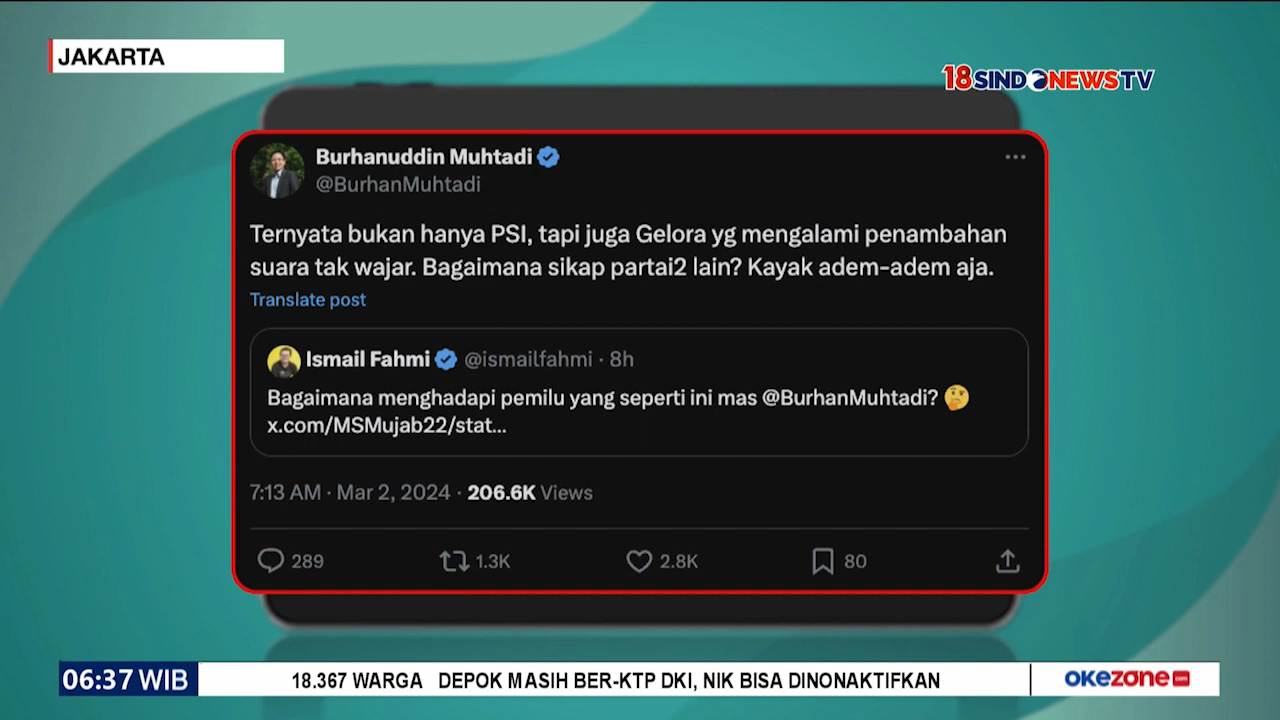 JAKARTA
18SINDONEWSTV
Burhanuddin Muhtadi
@BurhanMuhtadi
Ternyata bukan hanya PSI, tapi juga Gelora yg mengalami penambahan
suara tak wajar. Bagaimana sikap partai2 lain? Kayak adem-adem aja.
Translate post
Ismail Fahmi @ismailfahmi · 8h
Bagaimana menghadapi pemilu yang seperti ini mas @BurhanMuhtadi? 🤔
x.com/MSMujab22/stat...
7:13 AM · Mar 2, 2024 · 206.6K Views
289 1.3K 2.8K 80
06:37 WIB 18.367 WARGA DEPOK MASIH BER-KTP DKI, NIK BISA DINONAKTIFKAN okezone.com